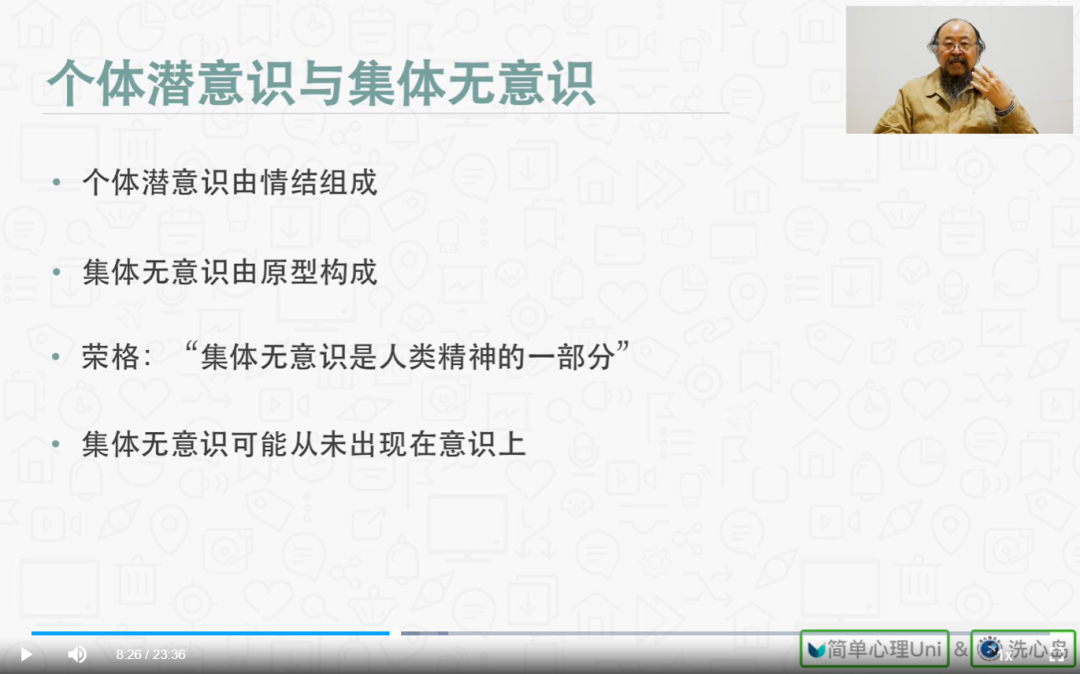 个体潜意识与集体无意识
• 个体潜意识由情结组成
• 集体无意识由原型构成
• 荣格：“集体无意识是人类精神的一部分”
• 集体无意识可能从未出现在意识上
8:26 / 23:36
简单心理Uni & 洗心岛
1x